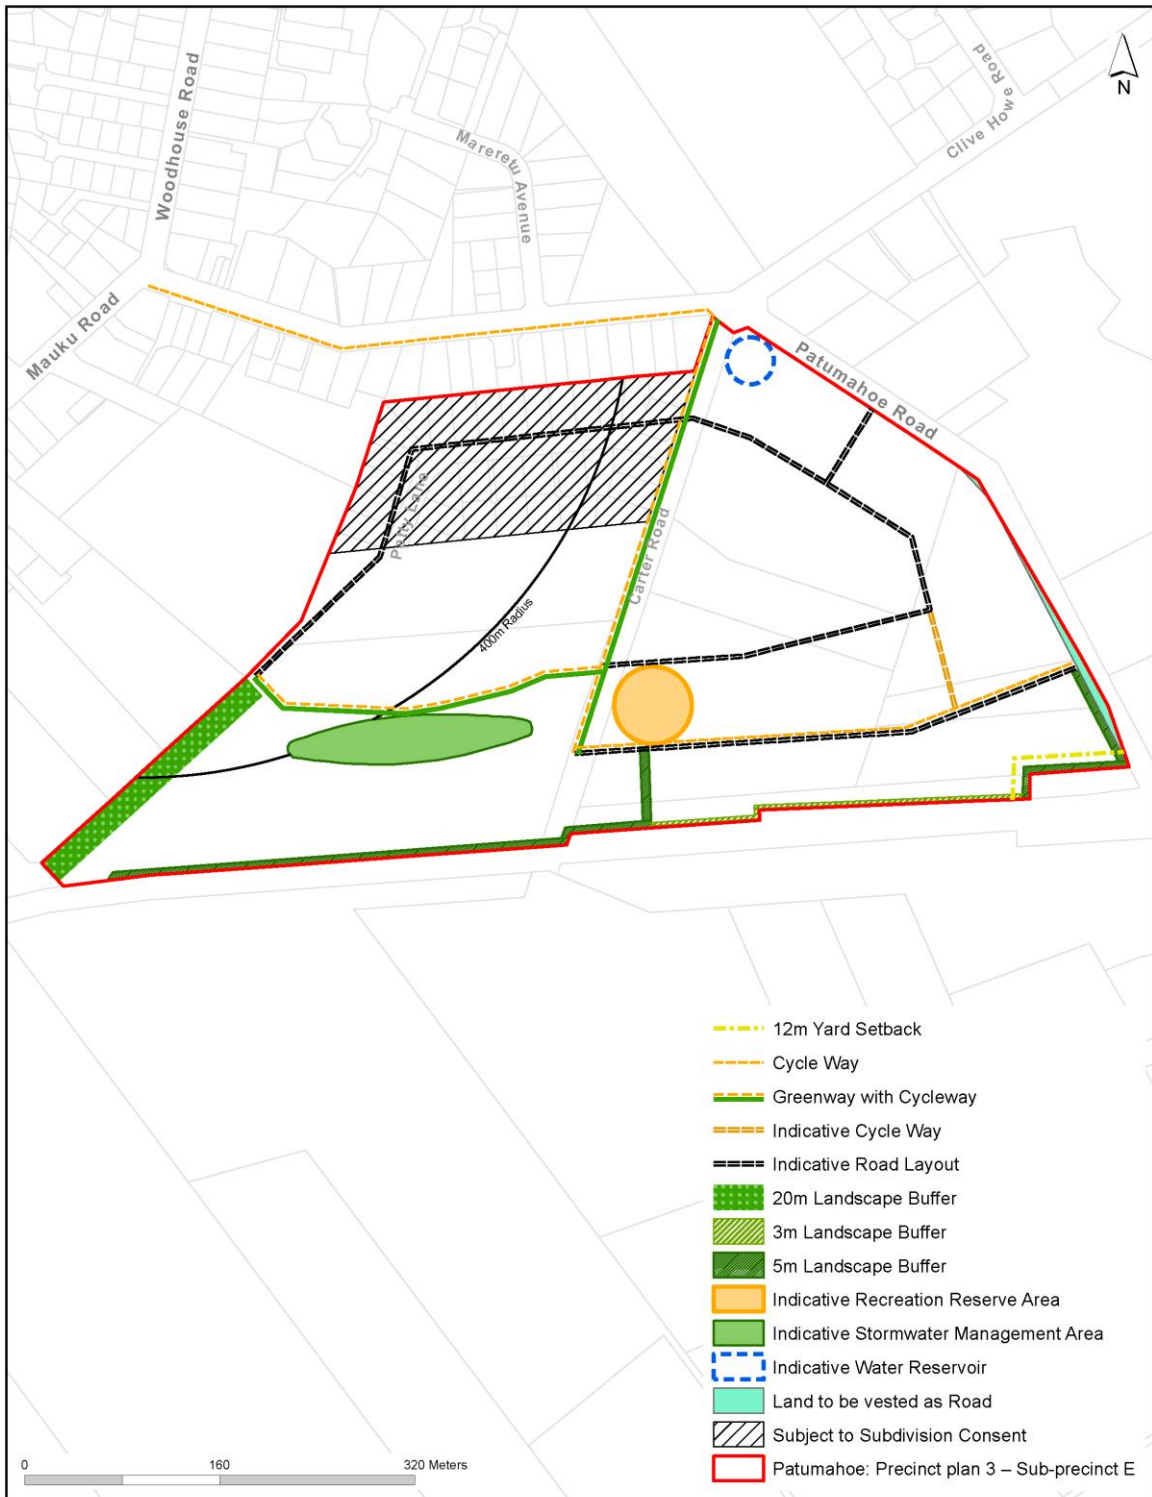 Woodhouse Road
Mareretu Avenue
Clive Howe Road
N
Mauku Road
Patumahoe Road
Patty Lane
Carter Road
400m Radius
12m Yard Setback
Cycle Way
Greenway with Cycleway
Indicative Cycle Way
Indicative Road Layout
20m Landscape Buffer
3m Landscape Buffer
5m Landscape Buffer
Indicative Recreation Reserve Area
Indicative Stormwater Management Area
Indicative Water Reservoir
Land to be vested as Road
Subject to Subdivision Consent
Patumahoe: Precinct plan 3 – Sub-precinct E
0 160 320 Meters